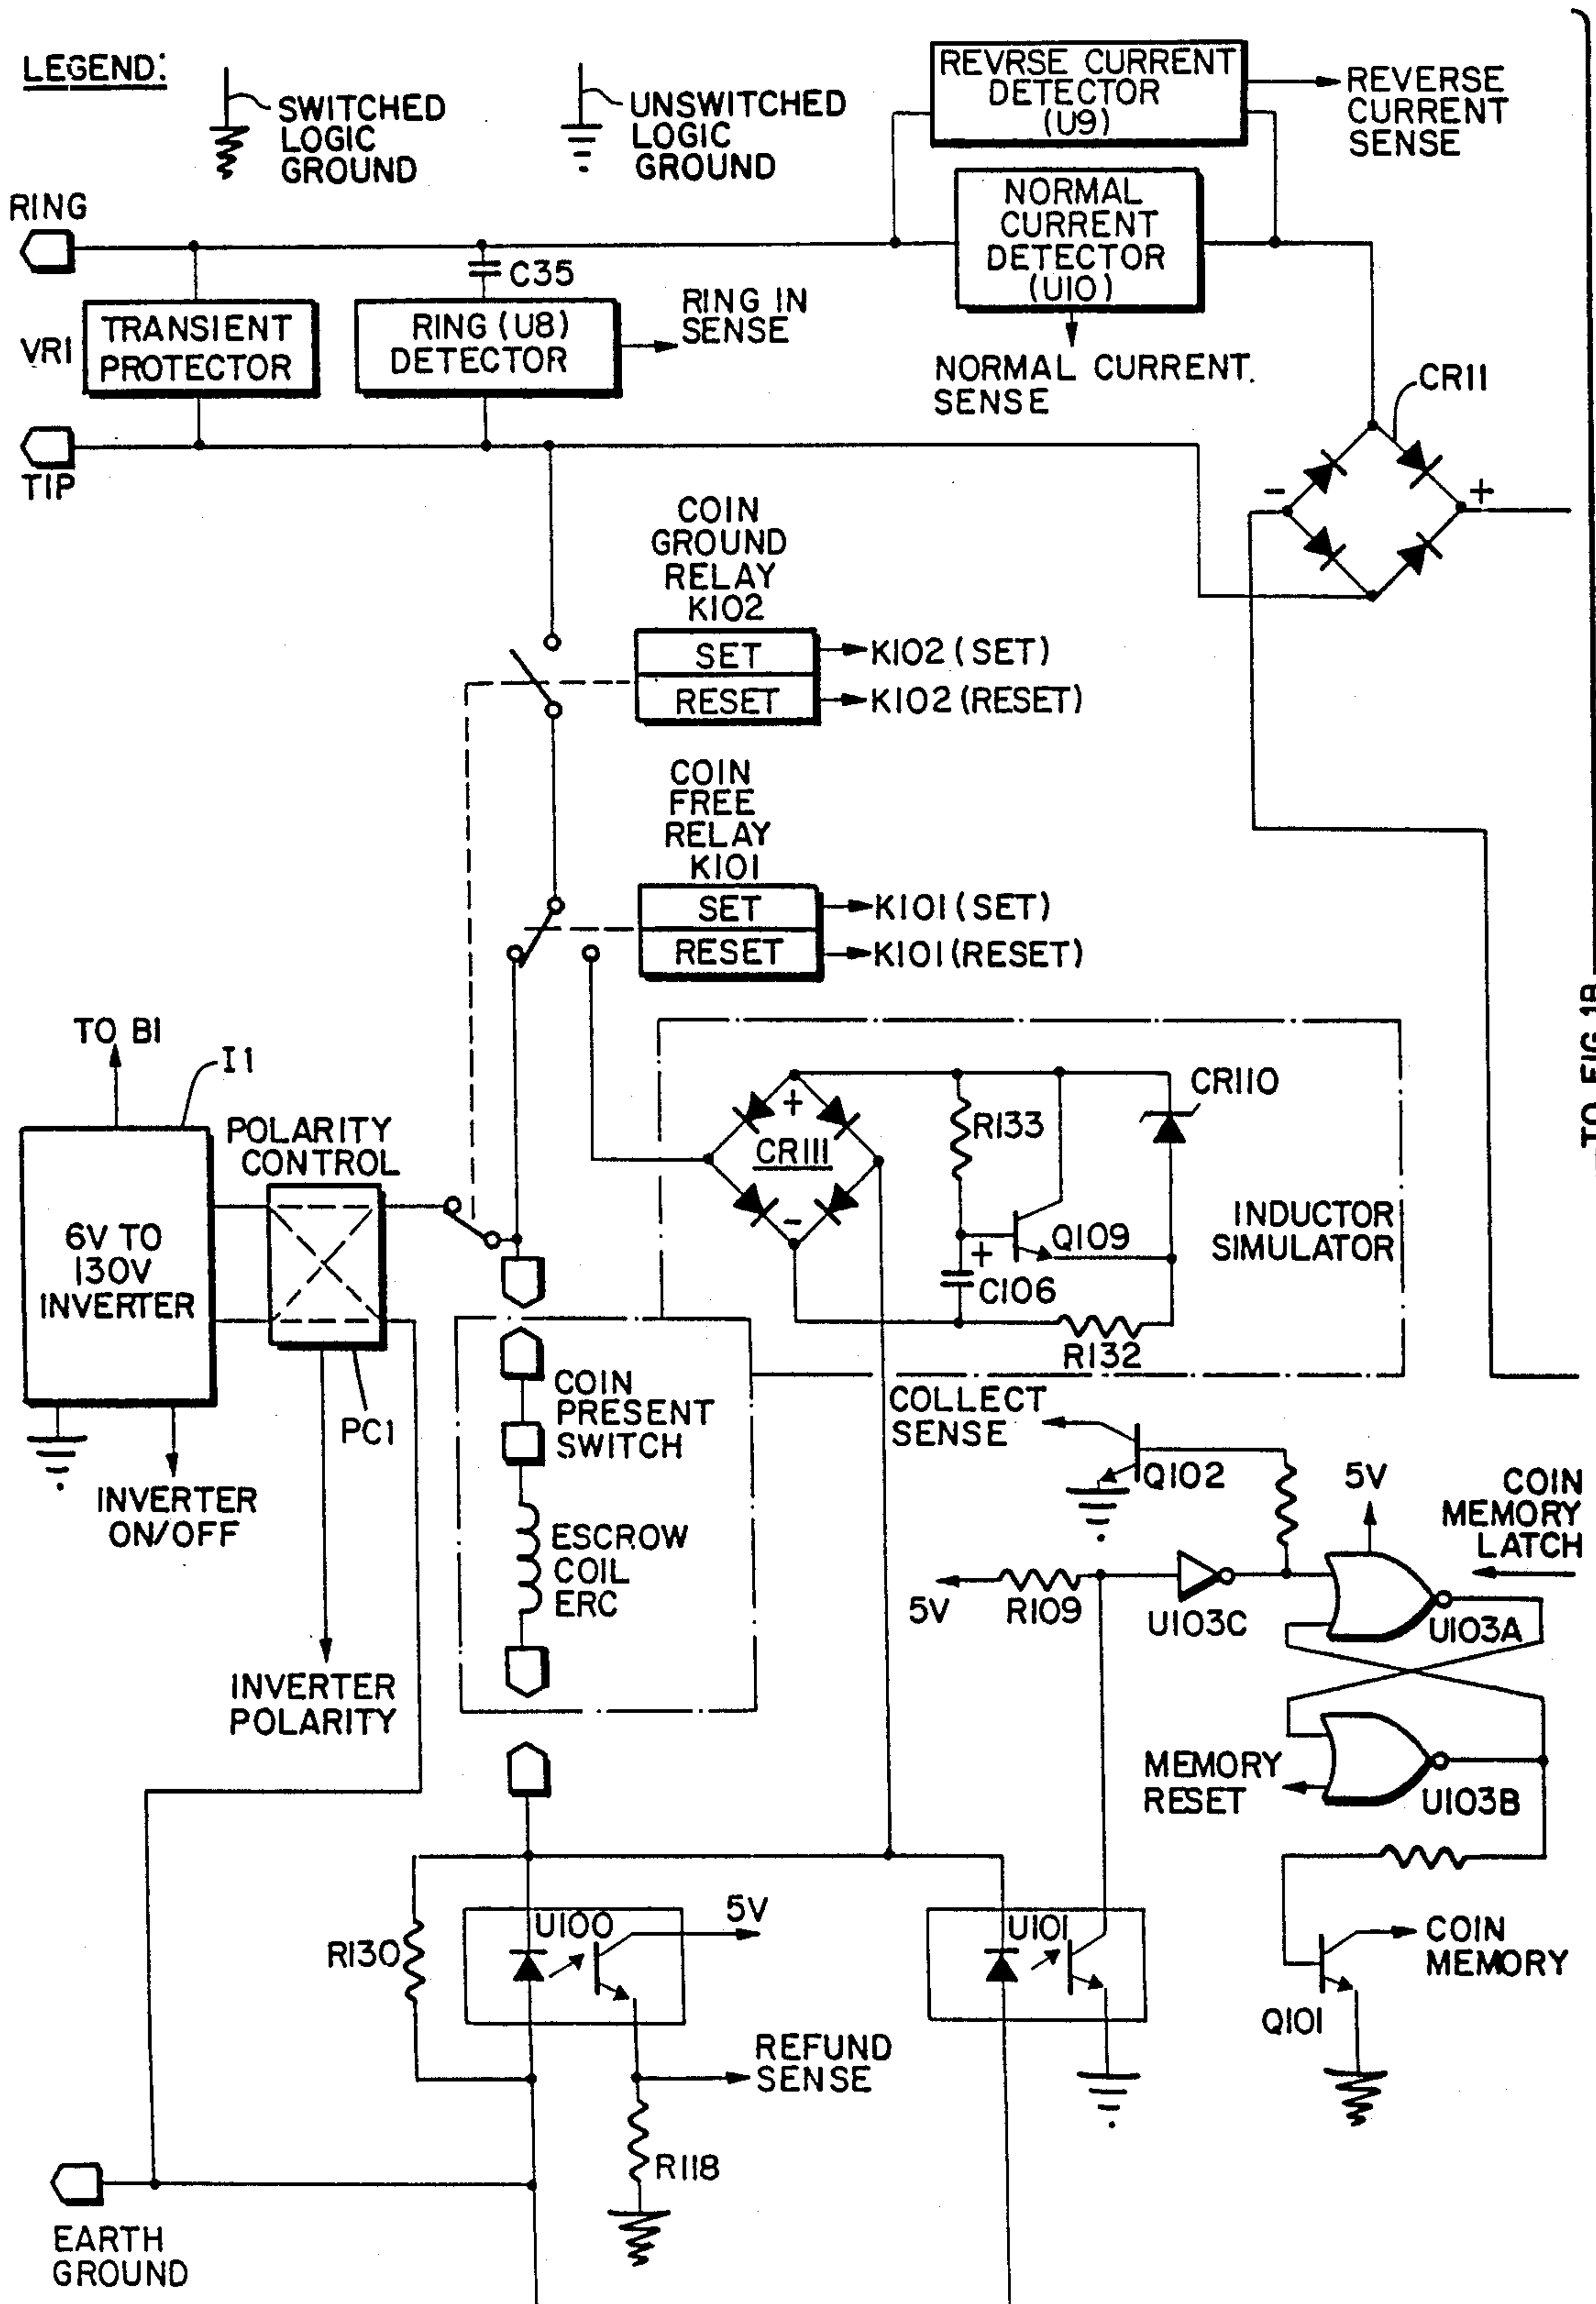 LEGEND:
SWITCHED
LOGIC
GROUND
UNSWITCHED
LOGIC
GROUND
REVRSE CURRENT
DETECTOR
(U9)
REVERSE
CURRENT
SENSE
NORMAL
CURRENT
DETECTOR
(U10)
NORMAL CURRENT.
SENSE
RING
C35
VR1
TRANSIENT
PROTECTOR
RING (U8)
DETECTOR
RING IN
SENSE
TIP
CR11
-
+
COIN
GROUND
RELAY
K102
SET
RESET
K102 (SET)
K102 (RESET)
COIN
FREE
RELAY
K101
SET
RESET
K101 (SET)
K101 (RESET)
TO FIG.1B
TO B1
I1
POLARITY
CONTROL
6V TO
130V
INVERTER
PC1
INVERTER
ON/OFF
INVERTER
POLARITY
+
CR111
-
R133
CR110
Q109
+
C106
R132
INDUCTOR
SIMULATOR
COIN
PRESENT
SWITCH
ESCROW
COIL
ERC
COLLECT
SENSE
Q102
5V
COIN
MEMORY
LATCH
5V
R109
U103C
U103A
MEMORY
RESET
U103B
R130
U100
5V
U101
COIN
MEMORY
Q101
REFUND
SENSE
R118
EARTH
GROUND